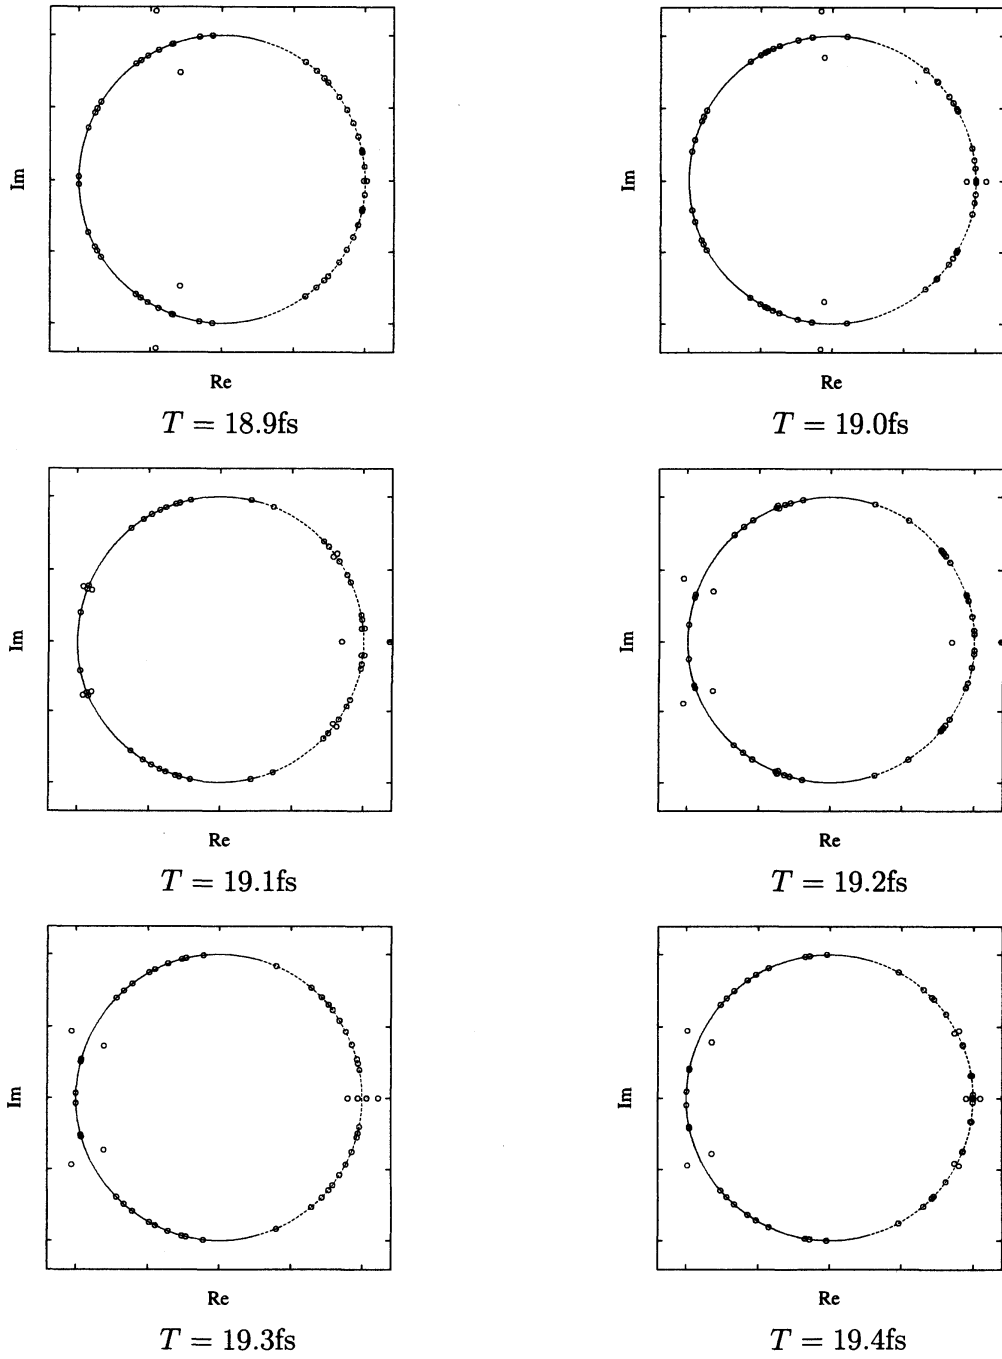 Im
Im
Re
Re
T = 18.9fs
T = 19.0fs
Im
Im
Re
Re
T = 19.1fs
T = 19.2fs
Im
Im
Re
Re
T = 19.3fs
T = 19.4fs